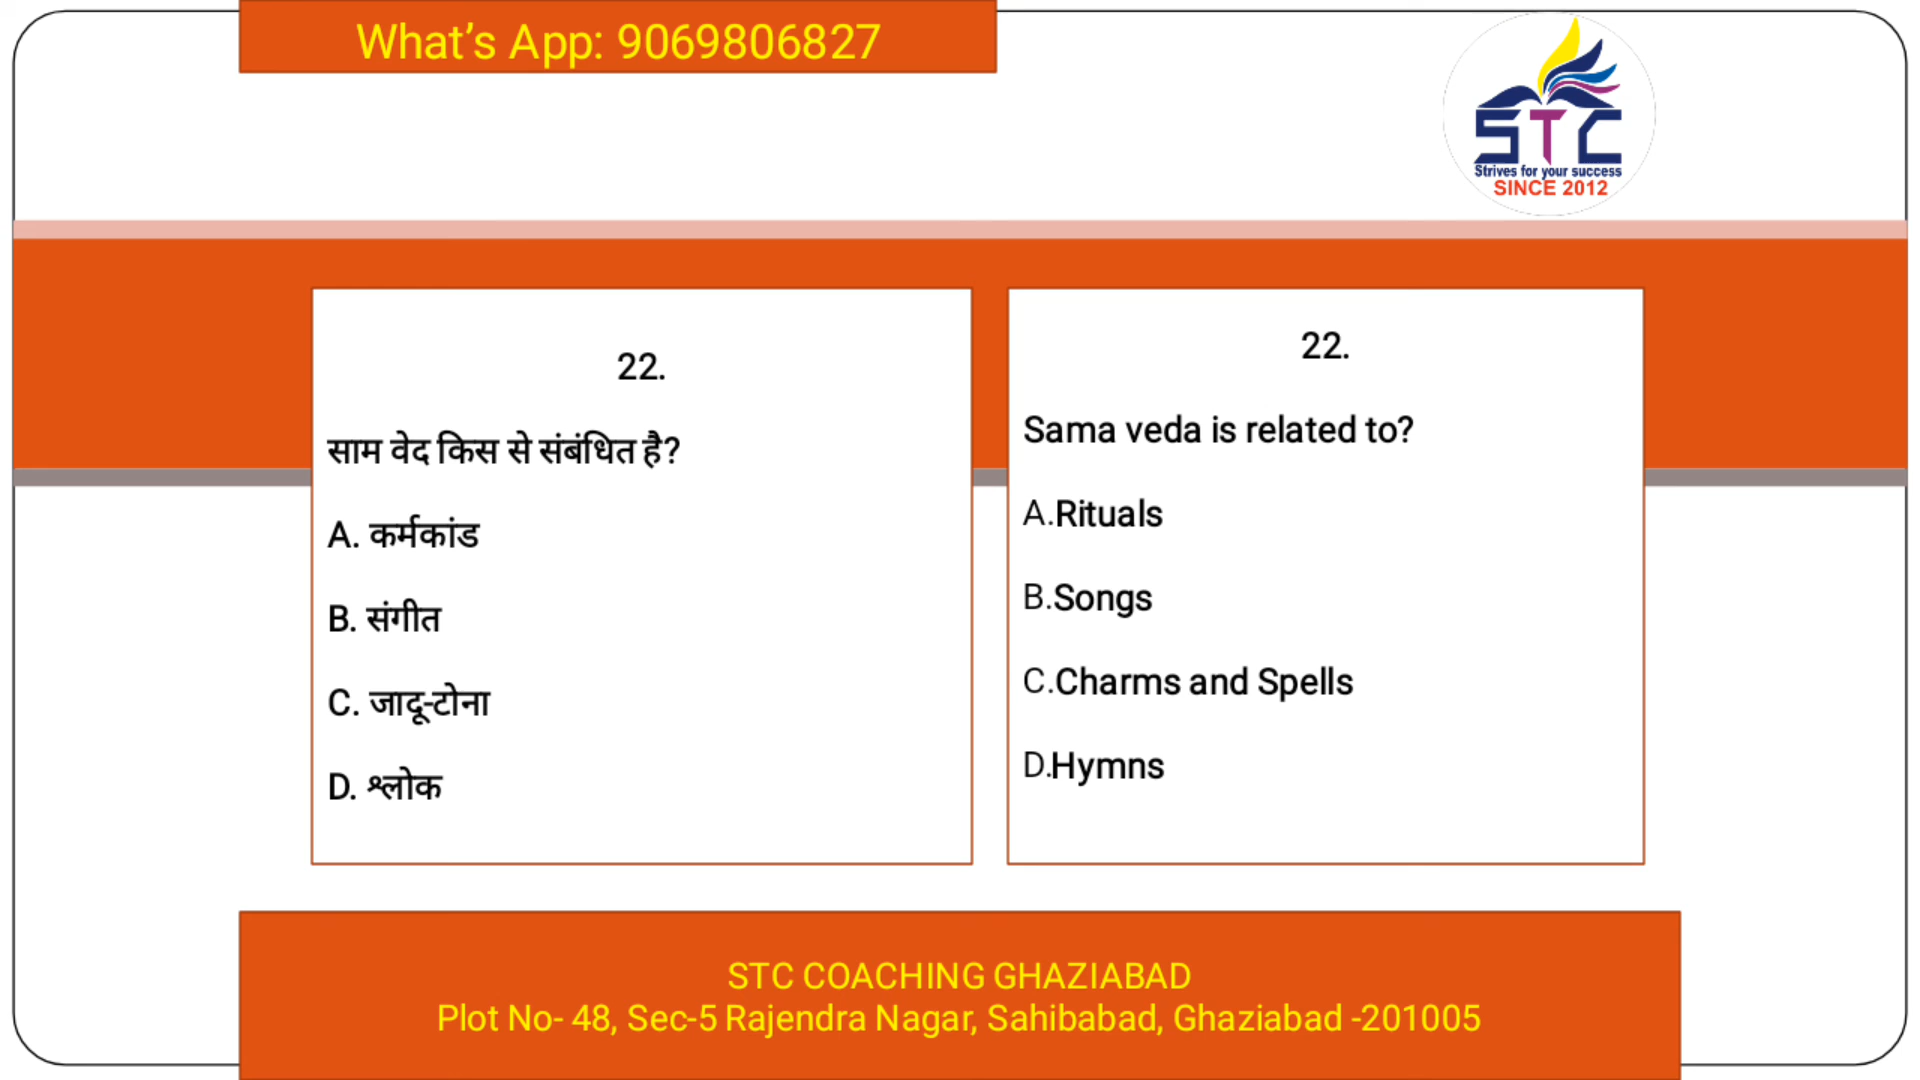 What’s App: 9069806827
STC
Strives for your success
SINCE 2012
22.
साम वेद किस से संबंधित है?
A. कर्मकांड
B. संगीत
C. जादू-टोना
D. श्लोक
22.
Sama veda is related to?
A.Rituals
B.Songs
C.Charms and Spells
D.Hymns
STC COACHING GHAZIABAD
Plot No- 48, Sec-5 Rajendra Nagar, Sahibabad, Ghaziabad -201005